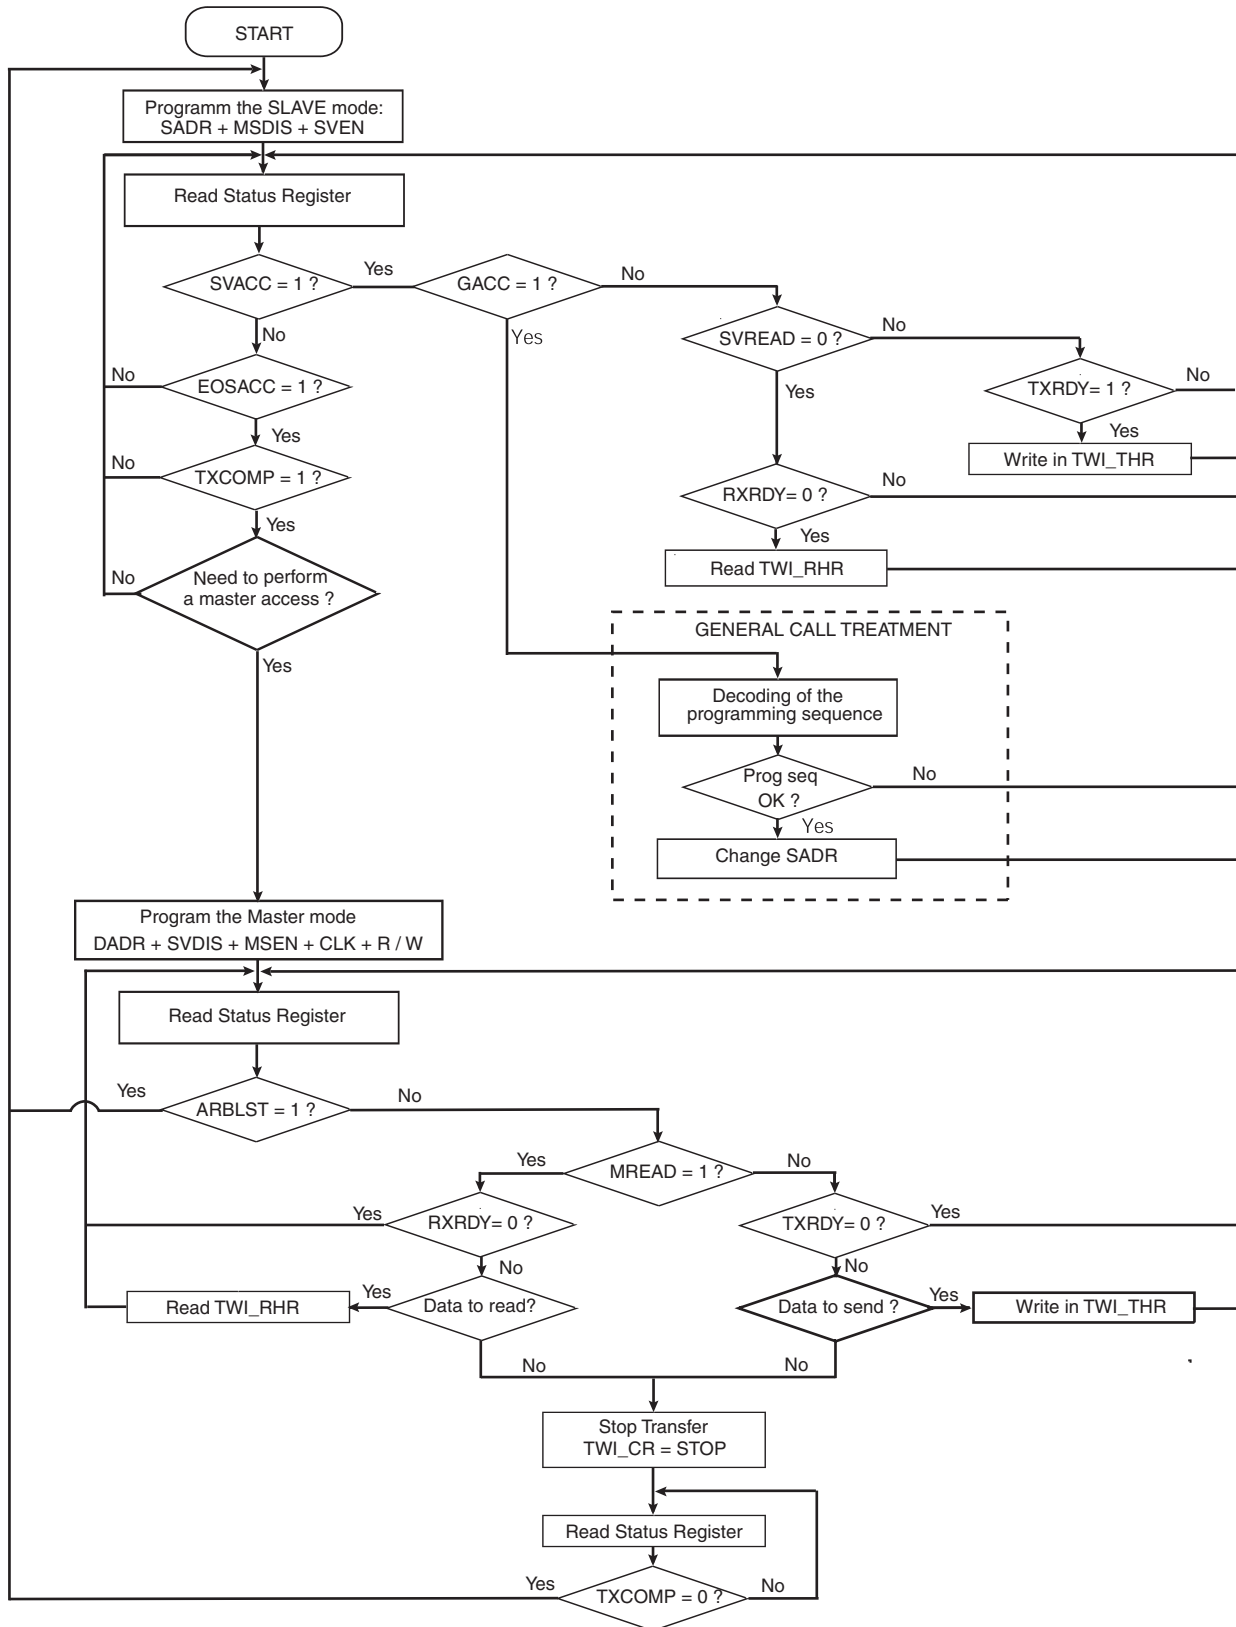 START
Programm the SLAVE mode:
SADR + MSDIS + SVEN
Read Status Register
SVACC = 1 ?
Yes
GACC = 1 ?
No
No
Yes
SVREAD = 0 ?
No
EOSACC = 1 ?
No
Yes
Yes
TXRDY= 1 ?
No
Yes
Write in TWI_THR
TXCOMP = 1 ?
No
Yes
RXRDY= 0 ?
No
Yes
Read TWI_RHR
Need to perform
a master access ?
No
Yes
GENERAL CALL TREATMENT
Decoding of the
programming sequence
Prog seq
OK ?
No
Yes
Change SADR
Program the Master mode
DADR + SVDIS + MSEN + CLK + R / W
Read Status Register
Yes
ARBLST = 1 ?
No
Yes
MREAD = 1 ?
No
Yes
RXRDY= 0 ?
TXRDY= 0 ?
Yes
No
No
Read TWI_RHR
Yes
Data to read?
Data to send ?
Yes
Write in TWI_THR
No
No
Stop Transfer
TWI_CR = STOP
Read Status Register
Yes
TXCOMP = 0 ?
No